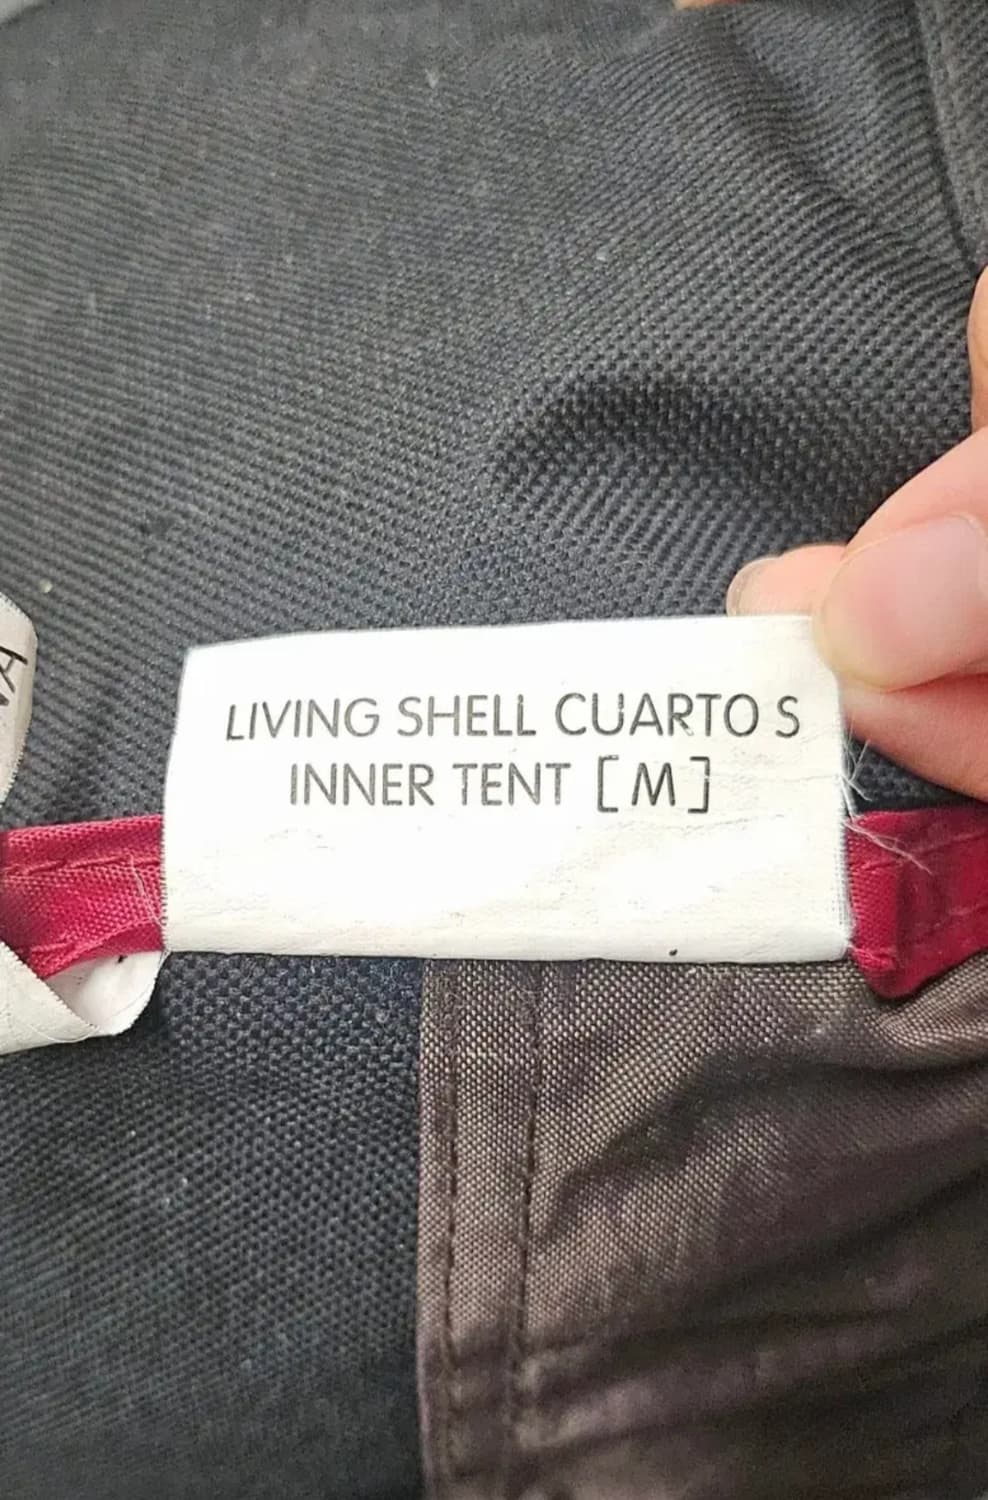 LIVING SHELL CUARTO S
INNER TENT [M]